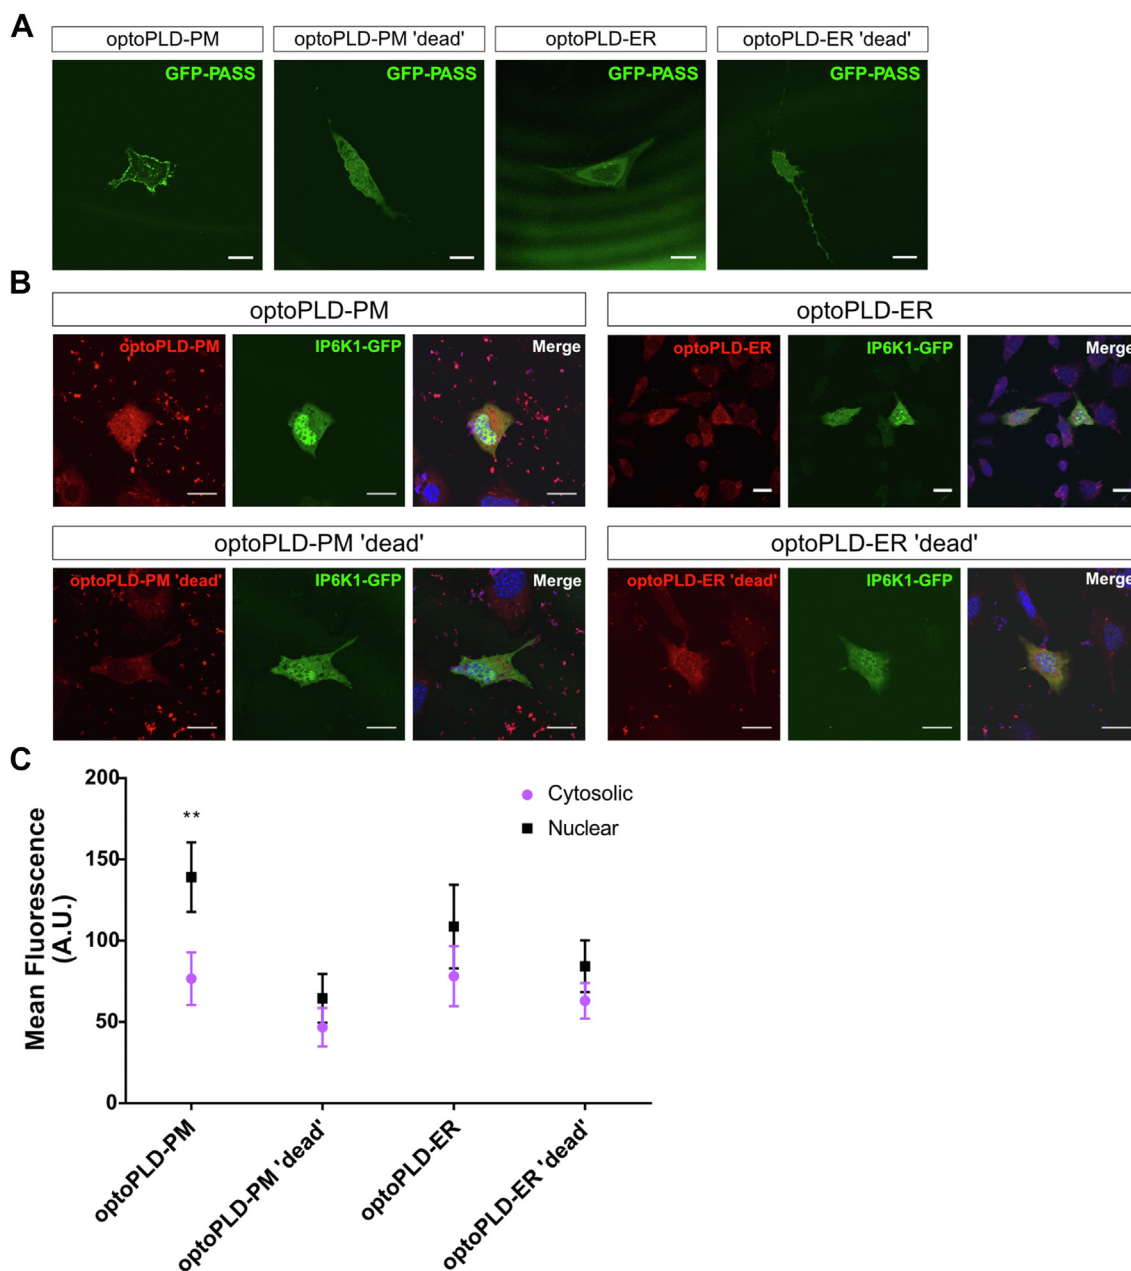 A
optoPLD-PM
optoPLD-PM 'dead'
optoPLD-ER
optoPLD-ER 'dead'
GFP-PASS
GFP-PASS
GFP-PASS
GFP-PASS
B
optoPLD-PM
optoPLD-ER
optoPLD-PM
IP6K1-GFP
Merge
optoPLD-ER
IP6K1-GFP
Merge
optoPLD-PM 'dead'
optoPLD-ER 'dead'
optoPLD-PM 'dead'
IP6K1-GFP
Merge
optoPLD-ER 'dead'
IP6K1-GFP
Merge
C
Mean Fluorescence
(A.U.)
200
150
100
50
0
**
Cytosolic
Nuclear
optoPLD-PM
optoPLD-PM 'dead'
optoPLD-ER
optoPLD-ER 'dead'